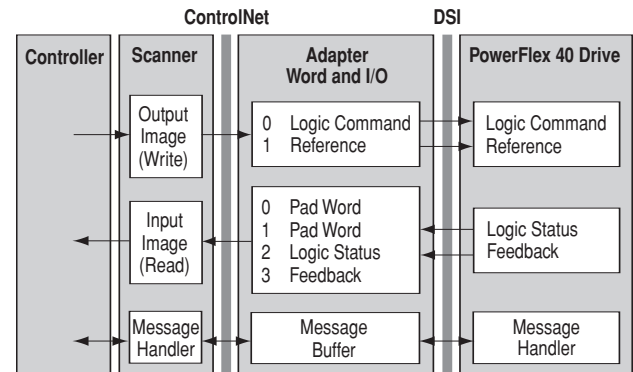 ControlNet DSI
Controller Scanner Adapter Word and I/O PowerFlex 40 Drive
Output Image (Write)
0 Logic Command
1 Reference
Logic Command
Reference
Input Image (Read)
0 Pad Word
1 Pad Word
2 Logic Status
3 Feedback
Logic Status
Feedback
Message Handler
Message Buffer
Message Handler